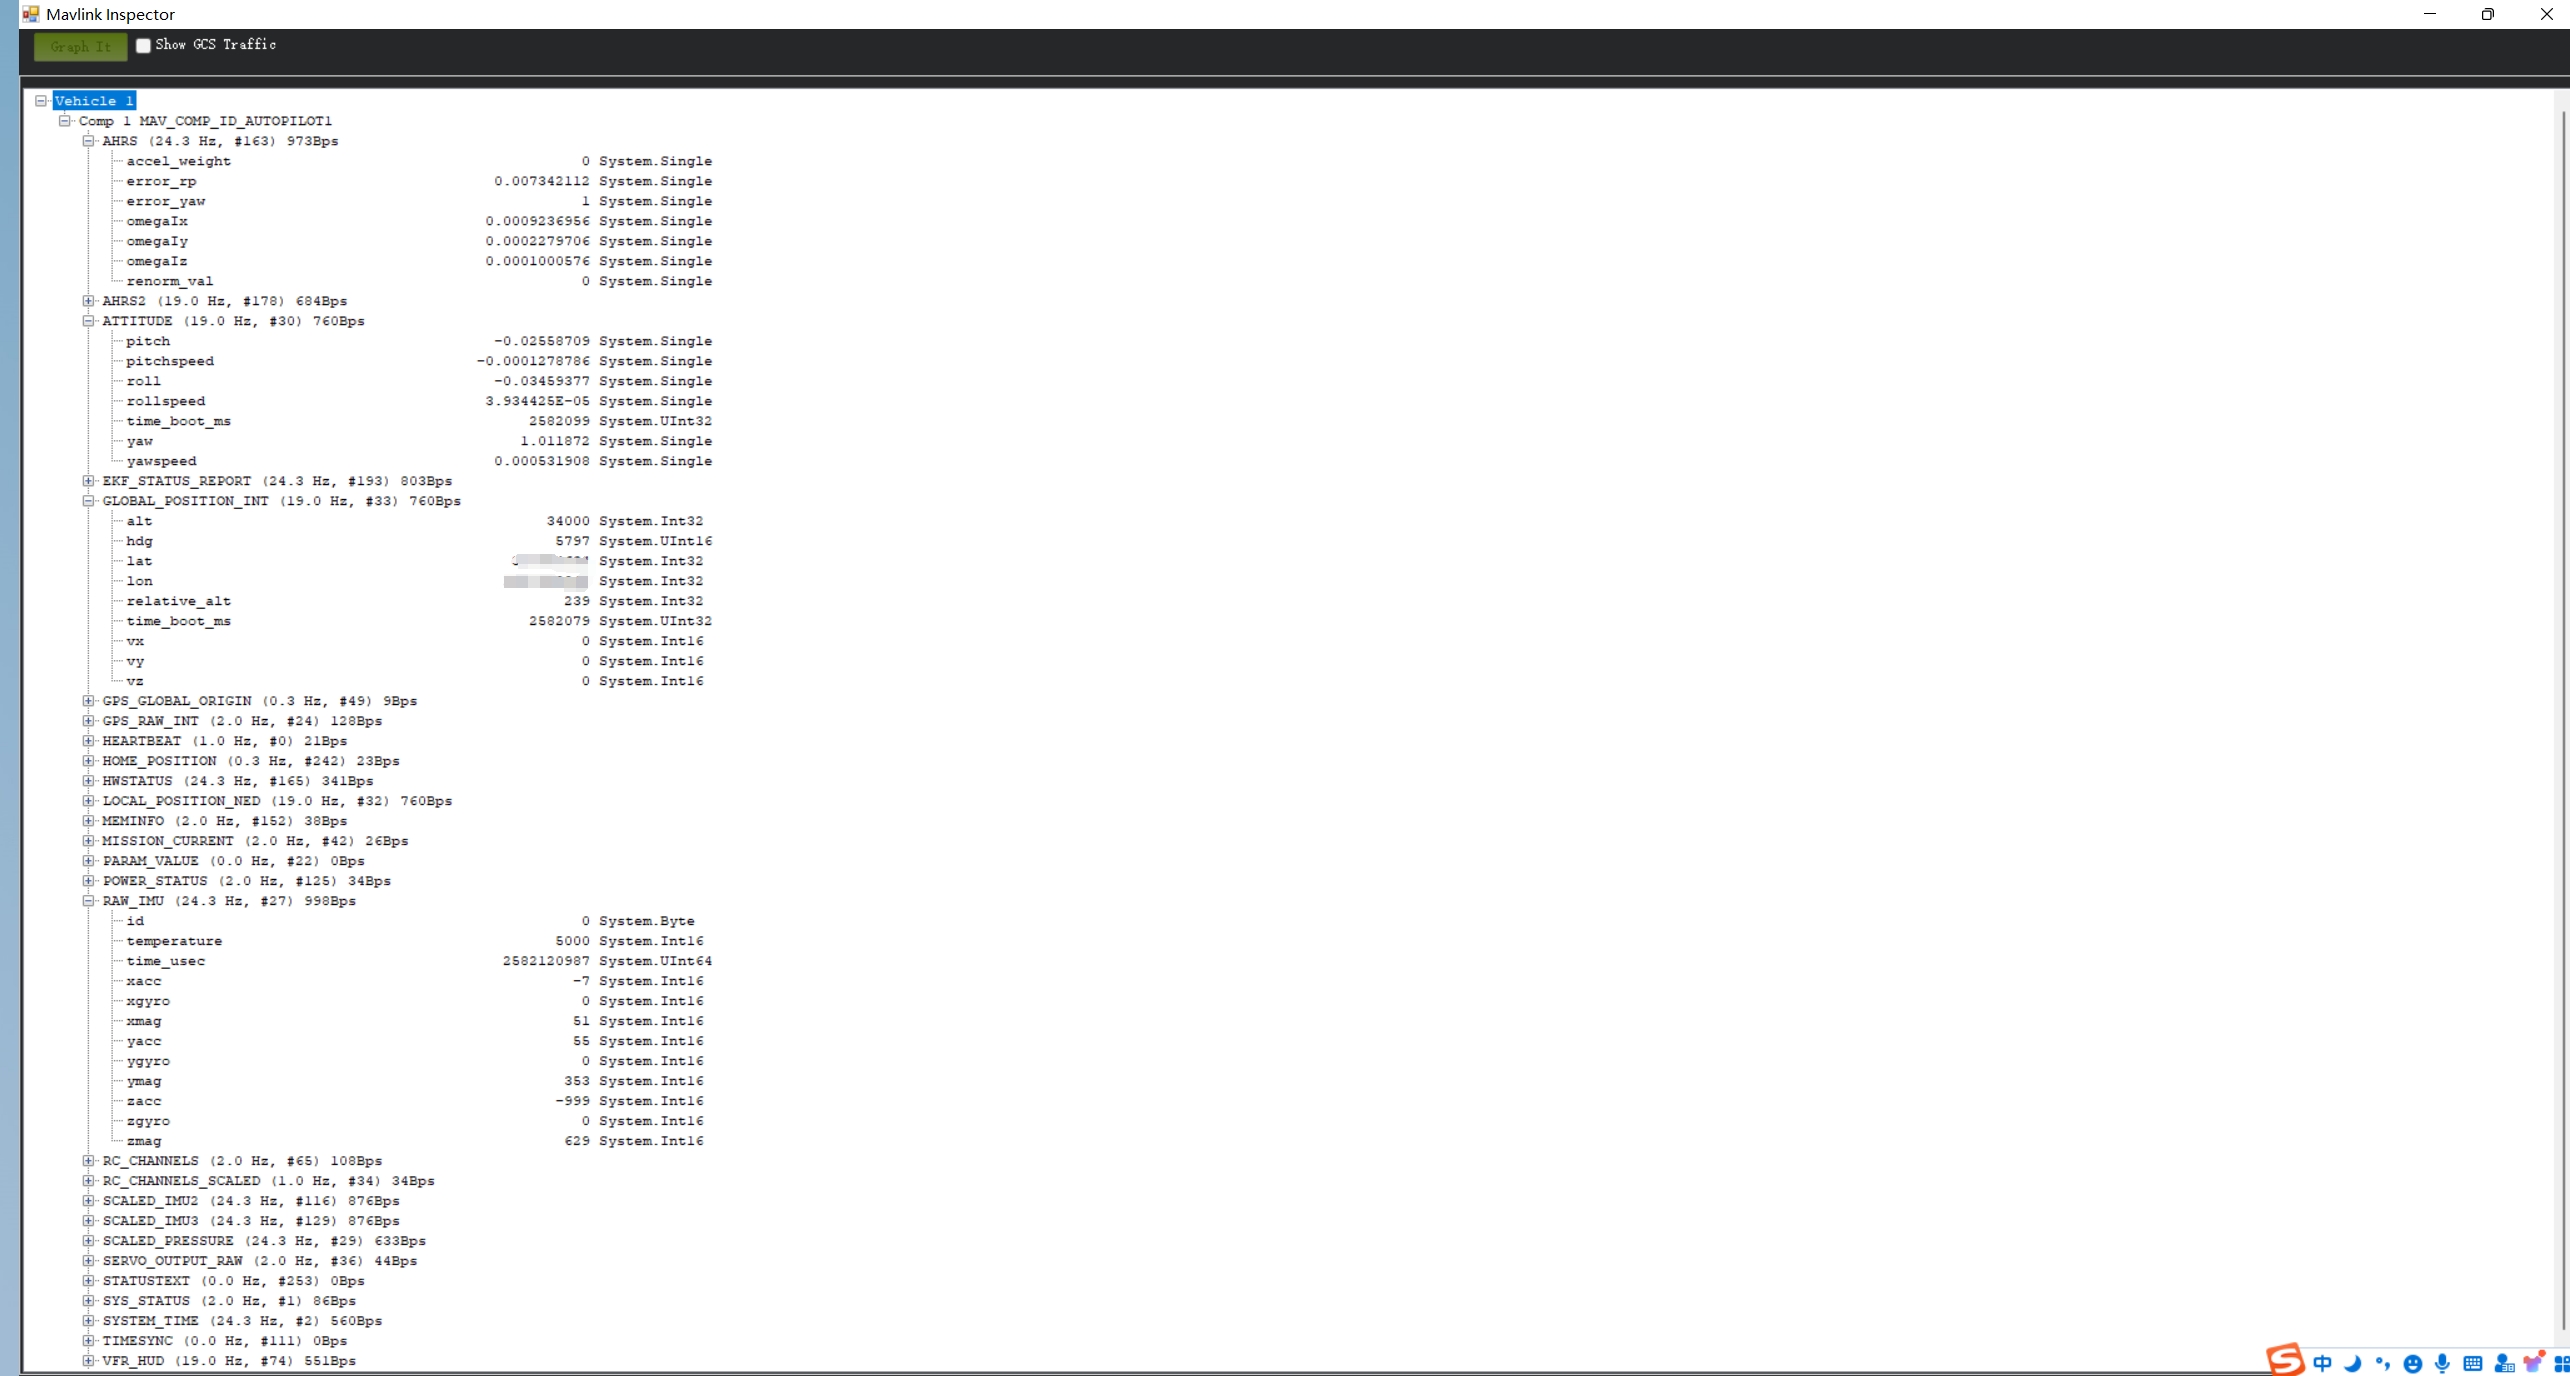 Mavlink Inspector
Graph It Show GCS Traffic
Vehicle 1
Comp 1 MAV_COMP_ID_AUTOPILOT1
AHRS (24.3 Hz, #163) 973Bps
accel_weight 0 System.Single
error_rp 0.007342112 System.Single
error_yaw 1 System.Single
omegaIx 0.0009236956 System.Single
omegaIy 0.0002279706 System.Single
omegaIz 0.0001000576 System.Single
renorm_val 0 System.Single
AHRS2 (19.0 Hz, #178) 684Bps
ATTITUDE (19.0 Hz, #30) 760Bps
pitch -0.02558709 System.Single
pitchspeed -0.0001278786 System.Single
roll -0.03459377 System.Single
rollspeed 3.934425E-05 System.Single
time_boot_ms 2582099 System.UInt32
yaw 1.011872 System.Single
yawspeed 0.000531908 System.Single
EKF_STATUS_REPORT (24.3 Hz, #193) 803Bps
GLOBAL_POSITION_INT (19.0 Hz, #33) 760Bps
alt 34000 System.Int32
hdg 5797 System.UInt16
lat System.Int32
lon System.Int32
relative_alt 239 System.Int32
time_boot_ms 2582079 System.UInt32
vx 0 System.Int16
vy 0 System.Int16
vz 0 System.Int16
GPS_GLOBAL_ORIGIN (0.3 Hz, #49) 9Bps
GPS_RAW_INT (2.0 Hz, #24) 128Bps
HEARTBEAT (1.0 Hz, #0) 21Bps
HOME_POSITION (0.3 Hz, #242) 23Bps
HWSTATUS (24.3 Hz, #165) 341Bps
LOCAL_POSITION_NED (19.0 Hz, #32) 760Bps
MEMINFO (2.0 Hz, #152) 38Bps
MISSION_CURRENT (2.0 Hz, #42) 26Bps
PARAM_VALUE (0.0 Hz, #22) 0Bps
POWER_STATUS (2.0 Hz, #125) 34Bps
RAW_IMU (24.3 Hz, #27) 998Bps
id 0 System.Byte
temperature 5000 System.Int16
time_usec 2582120987 System.UInt64
xacc -7 System.Int16
xgyro 0 System.Int16
xmag 51 System.Int16
yacc 55 System.Int16
ygyro 0 System.Int16
ymag 353 System.Int16
zacc -999 System.Int16
zgyro 0 System.Int16
zmag 629 System.Int16
RC_CHANNELS (2.0 Hz, #65) 108Bps
RC_CHANNELS_SCALED (1.0 Hz, #34) 34Bps
SCALED_IMU2 (24.3 Hz, #116) 876Bps
SCALED_IMU3 (24.3 Hz, #129) 876Bps
SCALED_PRESSURE (24.3 Hz, #29) 633Bps
SERVO_OUTPUT_RAW (2.0 Hz, #36) 44Bps
STATUSTEXT (0.0 Hz, #253) 0Bps
SYS_STATUS (2.0 Hz, #1) 86Bps
SYSTEM_TIME (24.3 Hz, #2) 560Bps
TIMESYNC (0.0 Hz, #111) 0Bps
VFR_HUD (19.0 Hz, #74) 551Bps
中